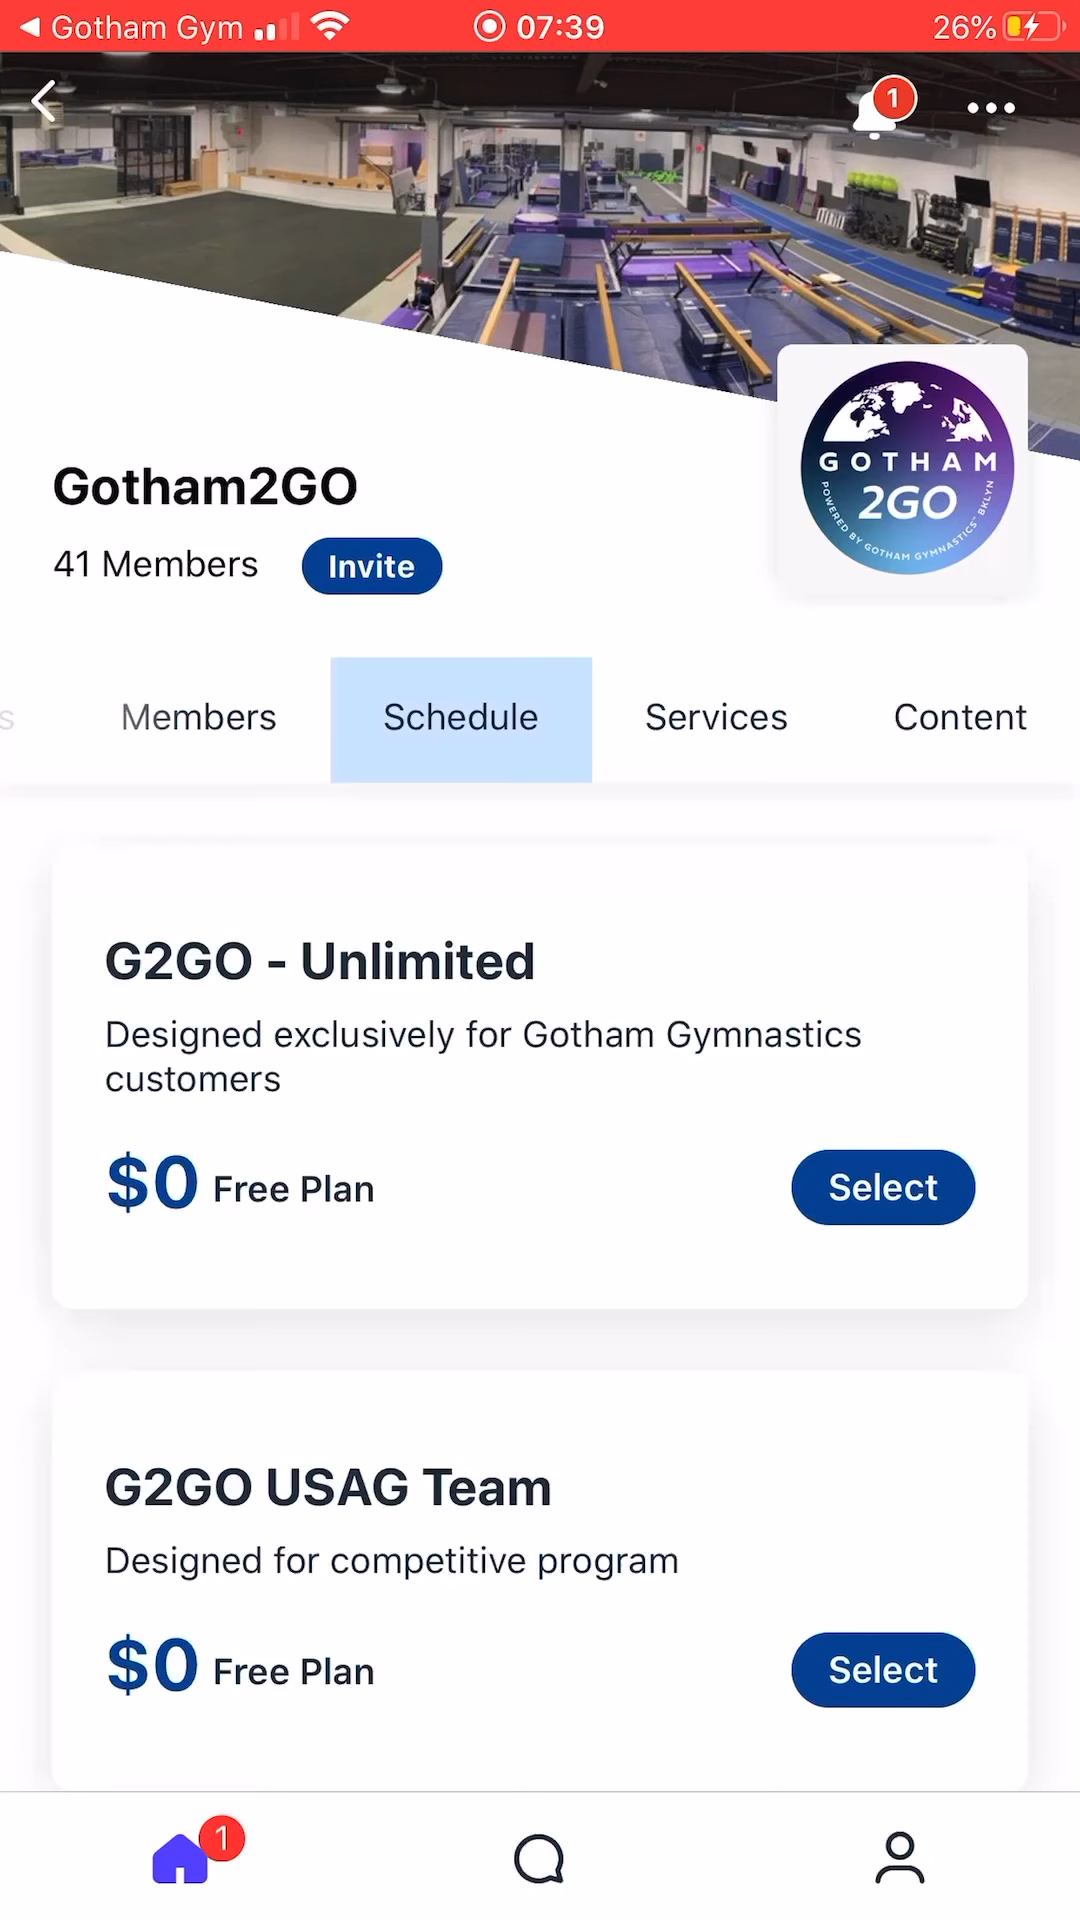 Gotham Gym 07:39 26%
1
Gotham2GO
41 Members Invite
GOTHAM
2GO
POWERED BY GOTHAM GYMNASTICS™ BKLYN
s Members Schedule Services Content
G2GO - Unlimited
Designed exclusively for Gotham Gymnastics
customers
$0 Free Plan Select
G2GO USAG Team
Designed for competitive program
$0 Free Plan Select
1